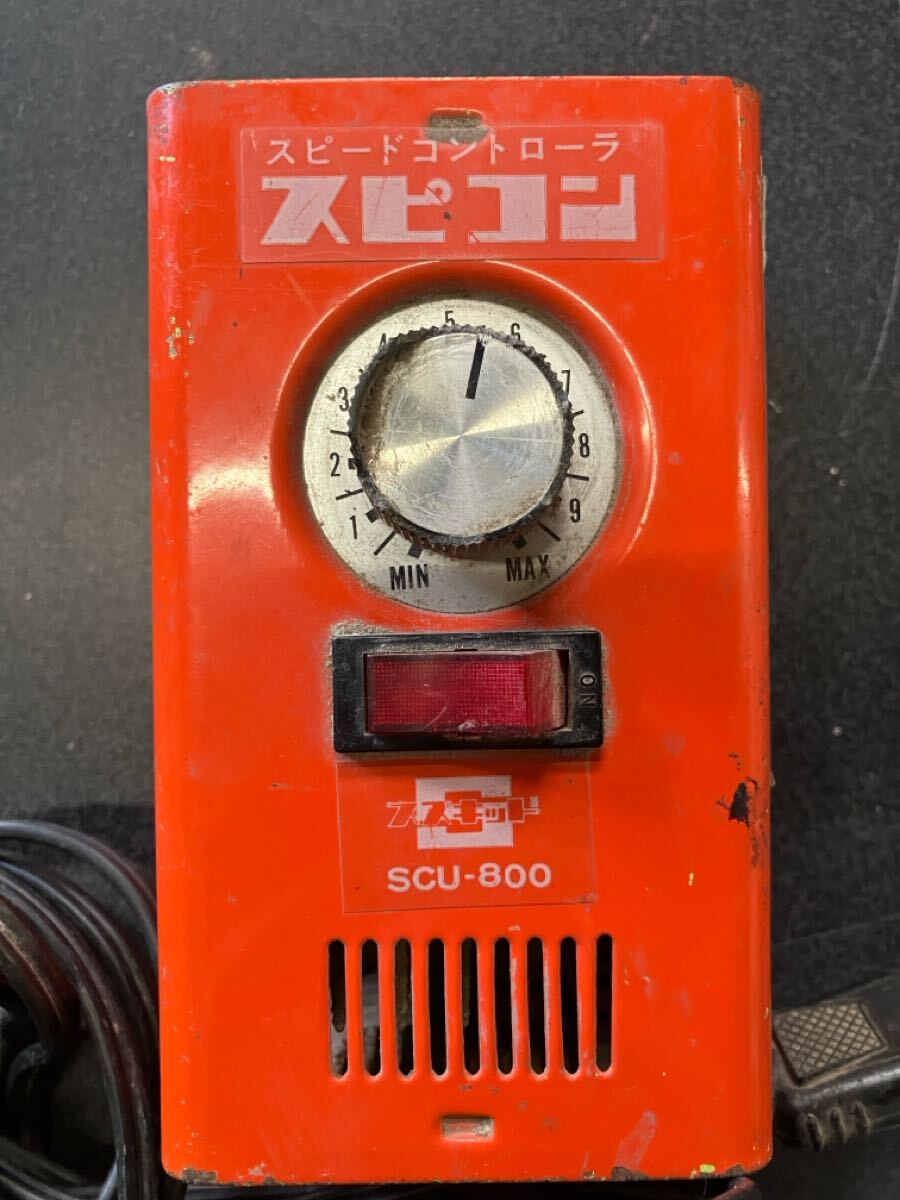 スピードコントローラ
スピコン
MIN 1 2 3 4 5 6 7 8 9 MAX
ON
スズキッド
SCU-800